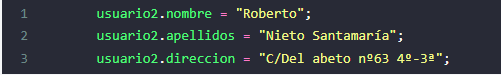 1 usuario2.nombre = "Roberto";
2 usuario2.apellidos = "Nieto Santamaría";
3 usuario2.direccion = "C/Del abeto nº63 4º-3ª";